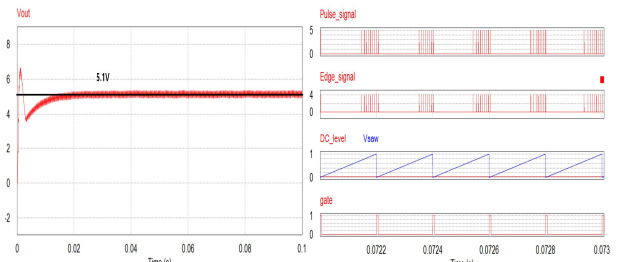 Vout
8
6
5.1V
4
2
0
-2
0 0.02 0.04 0.06 0.08 0.1
Time (s)
Pulse_signal
5
0
Edge_signal
4
0
DC_level Vsaw
1
0
gate
1
0
0.0722 0.0724 0.0726 0.0728 0.073
Time (s)